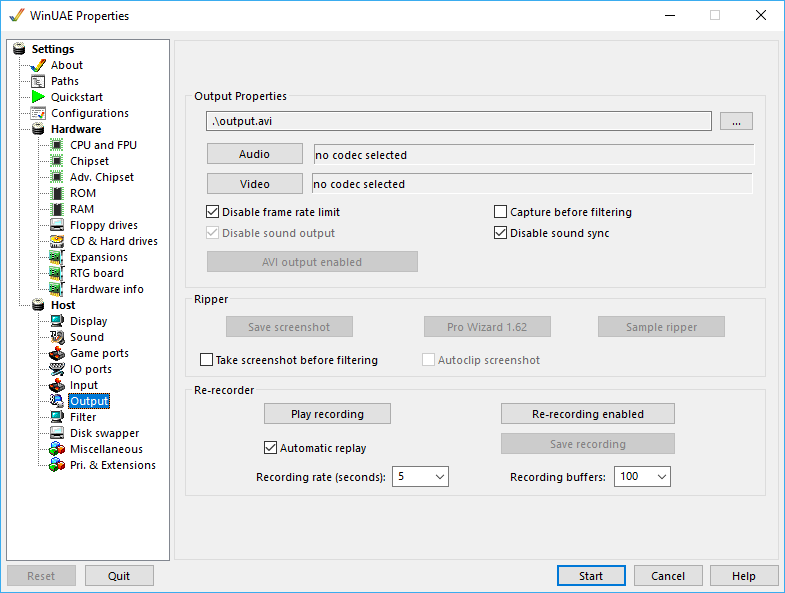 WinUAE Properties
Settings
About
Paths
Quickstart
Configurations
Hardware
CPU and FPU
Chipset
Adv. Chipset
ROM
RAM
Floppy drives
CD & Hard drives
Expansions
RTG board
Hardware info
Host
Display
Sound
Game ports
IO ports
Input
Output
Filter
Disk swapper
Miscellaneous
Pri. & Extensions
Output Properties
.\output.avi
...
Audio
no codec selected
Video
no codec selected
Disable frame rate limit
Capture before filtering
Disable sound output
Disable sound sync
AVI output enabled
Ripper
Save screenshot
Pro Wizard 1.62
Sample ripper
Take screenshot before filtering
Autoclip screenshot
Re-recorder
Play recording
Re-recording enabled
Automatic replay
Save recording
Recording rate (seconds):
5
Recording buffers:
100
Reset
Quit
Start
Cancel
Help